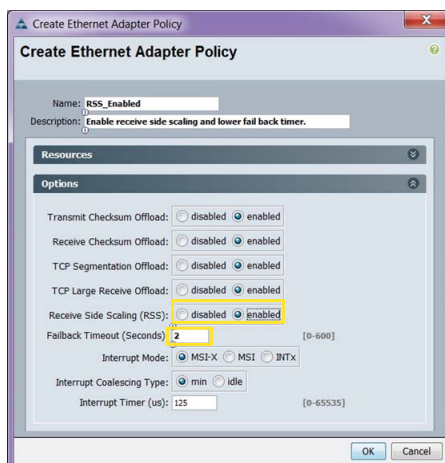 Create Ethernet Adapter Policy
Create Ethernet Adapter Policy
Name: RSS_Enabled
Description: Enable receive side scaling and lower fail back timer.
Resources
Options
Transmit Checksum Offload: disabled enabled
Receive Checksum Offload: disabled enabled
TCP Segmentation Offload: disabled enabled
TCP Large Receive Offload: disabled enabled
Receive Side Scaling (RSS): disabled enabled
Failback Timeout (Seconds) 2 [0-600]
Interrupt Mode: MSI-X MSI INTx
Interrupt Coalescing Type: min idle
Interrupt Timer (us): 125 [0-65535]
OK Cancel